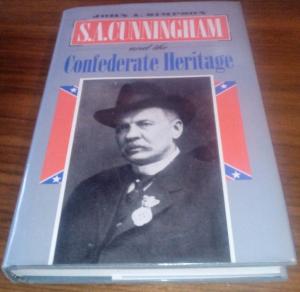 JOHN A. SIMPSON
S.A. CUNNINGHAM
and the
Confederate Heritage